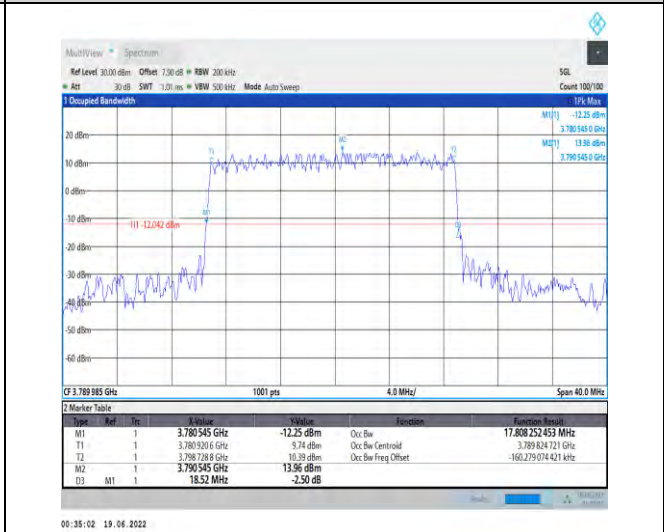 MultiView Spectrum
Ref Level 30.00 dBm Offset 7.90 dB RBW 200 kHz SGL
Att 30 dB SWT 1.01 ms VBW 500 kHz Mode Auto Sweep Count 100/100
1 Occupied Bandwidth 1Pk Max
M1[1] -12.25 dBm
3.780 545 0 GHz
M2[1] 13.96 dBm
3.790 545 0 GHz
20 dBm
10 dBm
0 dBm
-10 dBm
H1 -12.042 dBm
-20 dBm
-30 dBm
-40 dBm
-50 dBm
-60 dBm
T1
M2
T2
M1
D3
CF 3.789 985 GHz 1001 pts 4.0 MHz/ Span 40.0 MHz
2 Marker Table
Type Ref Trc X-Value Y-Value Function Function Result
M1 1 3.780 545 GHz -12.25 dBm Occ Bw 17.808 252 453 MHz
T1 1 3.780 920 6 GHz 9.74 dBm Occ Bw Centroid 3.789 824 721 GHz
T2 1 3.798 728 8 GHz 10.39 dBm Occ Bw Freq Offset -160.279 074 421 kHz
M2 1 3.790 545 GHz 13.96 dBm
D3 M1 1 18.52 MHz -2.50 dB
00:35:02 19.06.2022